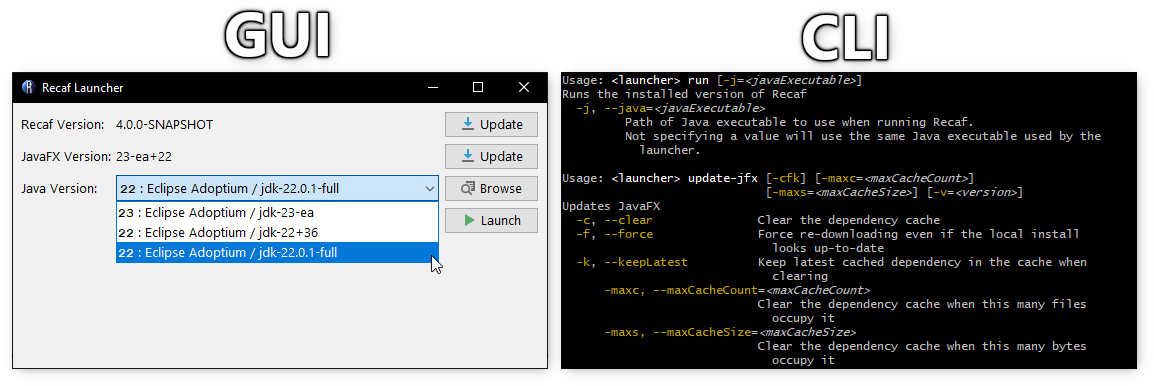 GUI
CLI
Recaf Launcher
Recaf Version: 4.0.0-SNAPSHOT
Update
JavaFX Version: 23-ea+22
Update
Java Version: 22 : Eclipse Adoptium / jdk-22.0.1-full
Browse
23 : Eclipse Adoptium / jdk-23-ea
22 : Eclipse Adoptium / jdk-22+36
22 : Eclipse Adoptium / jdk-22.0.1-full
Launch
Usage: <launcher> run [-j=<javaExecutable>]
Runs the installed version of Recaf
-j, --java=<javaExecutable>
Path of Java executable to use when running Recaf.
Not specifying a value will use the same Java executable used by the
launcher.
Usage: <launcher> update-jfx [-cfk] [-maxc=<maxCacheCount>]
[-maxs=<maxCacheSize>] [-v=<version>]
Updates JavaFX
-c, --clear Clear the dependency cache
-f, --force Force re-downloading even if the local install
looks up-to-date
-k, --keepLatest Keep latest cached dependency in the cache when
clearing
-maxc, --maxCacheCount=<maxCacheCount>
Clear the dependency cache when this many files
occupy it
-maxs, --maxCacheSize=<maxCacheSize>
Clear the dependency cache when this many bytes
occupy it